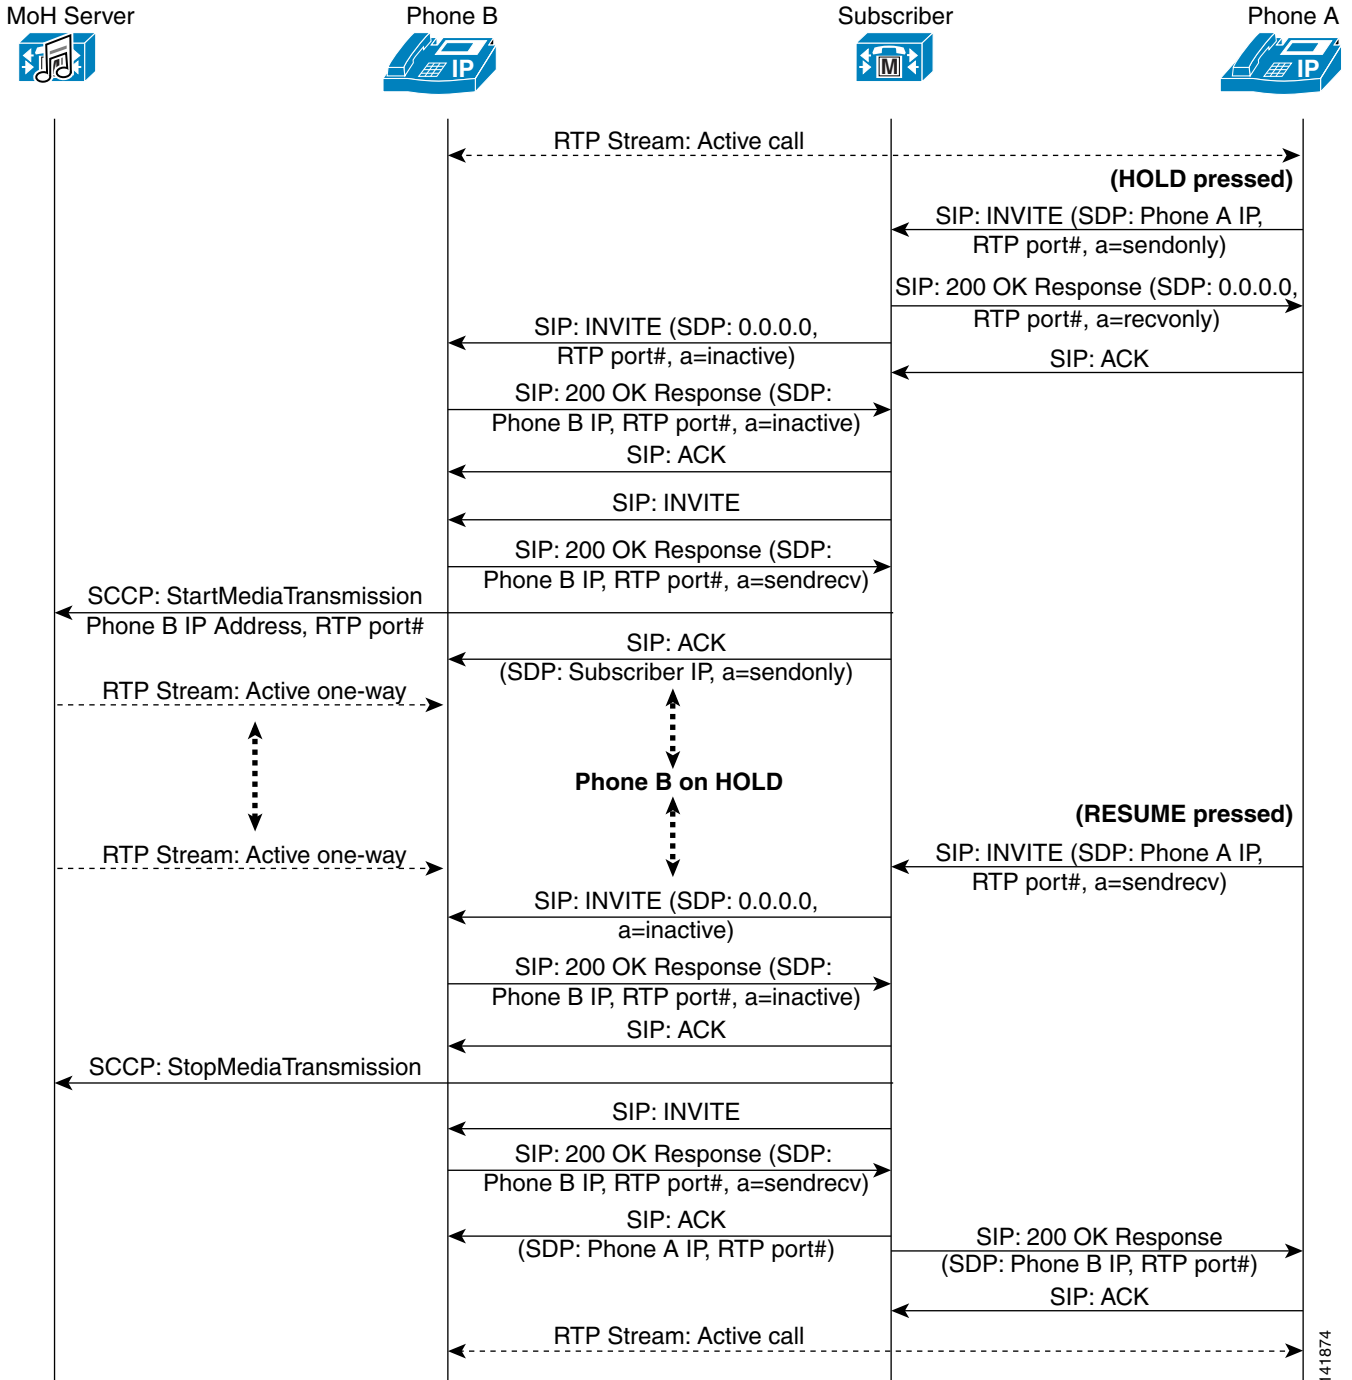 MoH Server
Phone B
Subscriber
Phone A
IP
M
IP
RTP Stream: Active call
(HOLD pressed)
SIP: INVITE (SDP: Phone A IP,
RTP port#, a=sendonly)
SIP: 200 OK Response (SDP: 0.0.0.0,
RTP port#, a=recvonly)
SIP: INVITE (SDP: 0.0.0.0,
RTP port#, a=inactive)
SIP: ACK
SIP: 200 OK Response (SDP:
Phone B IP, RTP port#, a=inactive)
SIP: ACK
SIP: INVITE
SIP: 200 OK Response (SDP:
Phone B IP, RTP port#, a=sendrecv)
SCCP: StartMediaTransmission
Phone B IP Address, RTP port#
SIP: ACK
(SDP: Subscriber IP, a=sendonly)
RTP Stream: Active one-way
Phone B on HOLD
(RESUME pressed)
RTP Stream: Active one-way
SIP: INVITE (SDP: Phone A IP,
RTP port#, a=sendrecv)
SIP: INVITE (SDP: 0.0.0.0,
a=inactive)
SIP: 200 OK Response (SDP:
Phone B IP, RTP port#, a=inactive)
SIP: ACK
SCCP: StopMediaTransmission
SIP: INVITE
SIP: 200 OK Response (SDP:
Phone B IP, RTP port#, a=sendrecv)
SIP: ACK
(SDP: Phone A IP, RTP port#)
SIP: 200 OK Response
(SDP: Phone B IP, RTP port#)
SIP: ACK
RTP Stream: Active call
141874